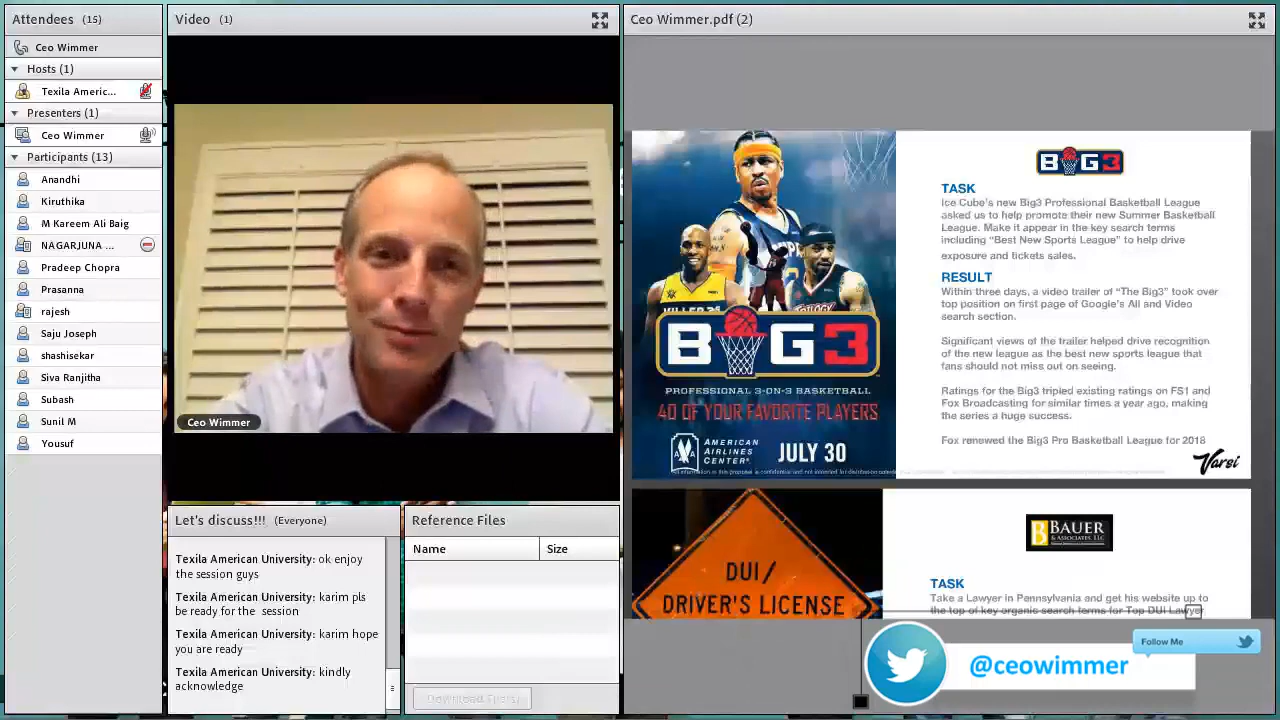 Attendees (15)
Ceo Wimmer
Hosts (1)
Texila Americ...
Presenters (1)
Ceo Wimmer
Participants (13)
Anandhi
Kiruthika
M Kareem Ali Baig
NAGARJUNA ...
Pradeep Chopra
Prasanna
rajesh
Saju Joseph
shashisekar
Siva Ranjitha
subash
Sunil M
Yousuf
Video (1)
Ceo Wimmer
Let's discuss!!! (Everyone)
Texila American University: ok enjoy
the session guys
Texila American University: karim pls
be ready for the session
Texila American University: karim hope
you are ready
Texila American University: kindly
acknowledge
Reference Files
Name Size
Download File(s)
Ceo Wimmer.pdf (2)
KILLER 3'S
TRILOGY
BIG3
PROFESSIONAL 3-ON-3 BASKETBALL
40 OF YOUR FAVORITE PLAYERS
AMERICAN
AIRLINES
CENTER
JULY 30
BIG3
TASK
Ice Cube's new Big3 Professional Basketball League
asked us to help promote their new Summer Basketball
League. Make it appear in the key search terms
including “Best New Sports League” to help drive
exposure and tickets sales.
RESULT
Within three days, a video trailer of “The Big3” took over
top position on first page of Google's All and Video
search section.
Significant views of the trailer helped drive recognition
of the new league as the best new sports league that
fans should not miss out on seeing.
Ratings for the Big3 tripled existing ratings on FS1 and
Fox Broadcasting for similar times a year ago, making
the series a huge success.
Fox renewed the Big3 Pro Basketball League for 2018
Varsi
DUI/
DRIVER'S LICENSE
B BAUER
& ASSOCIATES, LLC
TASK
Take a Lawyer in Pennsylvania and get his website up to
the top of key organic search terms for Top DUI Lawyer
Follow Me
@ceowimmer